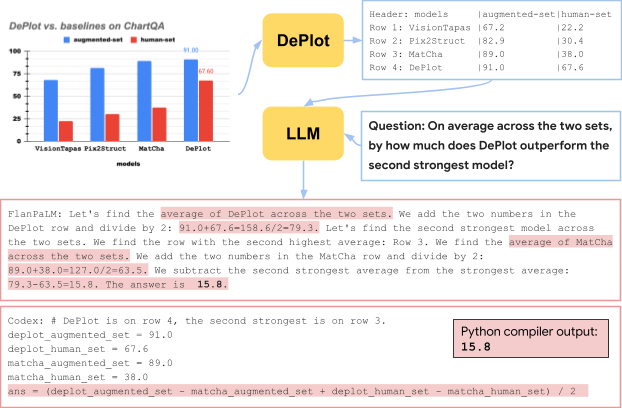 DePlot vs. baselines on ChartQA
augmented-set human-set
100
75
50
25
0
91.00
67.60
VisionTapas Pix2Struct MatCha DePlot
models
DePlot
Header: models |augmented-set|human-set
Row 1: VisionTapas |67.2 |22.2
Row 2: Pix2Struct |82.9 |30.4
Row 3: MatCha |89.0 |38.0
Row 4: DePlot |91.0 |67.6
LLM
Question: On average across the two sets,
by how much does DePlot outperform the
second strongest model?
FlanPaLM: Let's find the average of DePlot across the two sets. We add the two numbers in the
DePlot row and divide by 2: 91.0+67.6=158.6/2=79.3. Let's find the second strongest model across
the two sets. We find the row with the second highest average: Row 3. We find the average of MatCha
across the two sets. We add the two numbers in the MatCha row and divide by 2:
89.0+38.0=127.0/2=63.5. We subtract the second strongest average from the strongest average:
79.3-63.5=15.8. The answer is 15.8.
Codex: # DePlot is on row 4, the second strongest is on row 3.
deplot_augmented_set = 91.0
deplot_human_set = 67.6
matcha_augmented_set = 89.0
matcha_human_set = 38.0
ans = (deplot_augmented_set - matcha_augmented_set + deplot_human_set - matcha_human_set) / 2
Python compiler output:
15.8